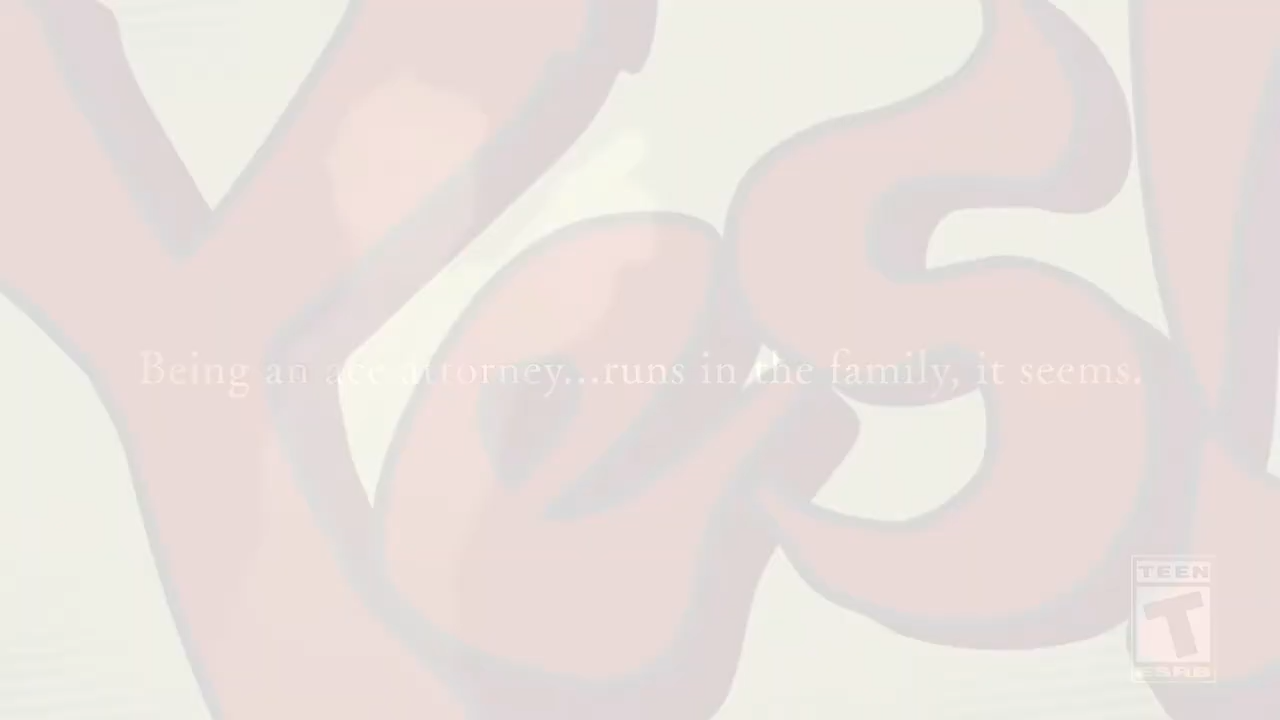 Yes!
Being an ace attorney...runs in the family, it seems.
TEEN
T
ESRB